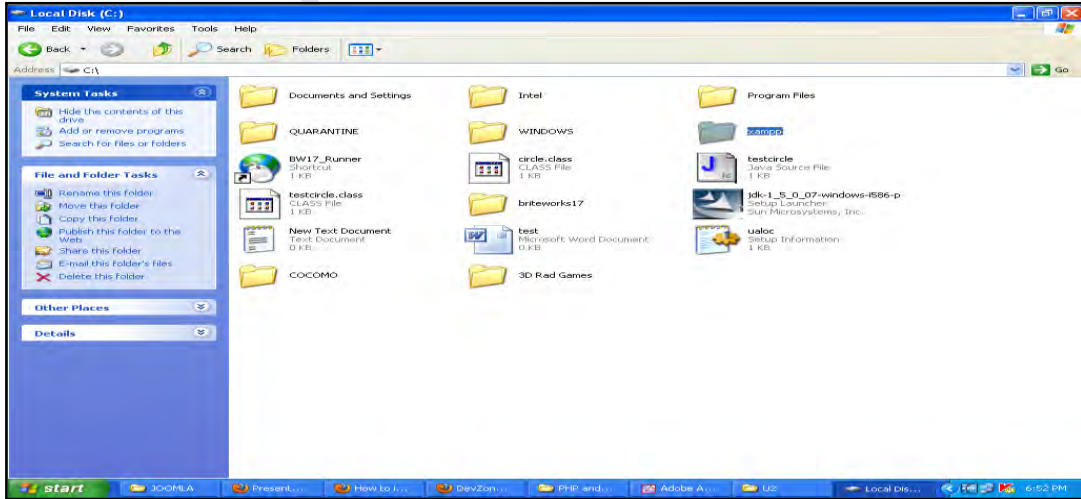 Local Disk (C:)
File Edit View Favorites Tools Help
Back Search Folders
Address C:\ Go
System Tasks
Hide the contents of this drive
Add or remove programs
Search for files or folders
File and Folder Tasks
Rename this folder
Move this folder
Copy this folder
Publish this folder to the Web
Share this folder
E-mail this folder's files
Delete this folder
Other Places
Details
Documents and Settings
Intel
Program Files
QUARANTINE
WINDOWS
xampp
BW17_Runner
Shortcut
1 KB
circle.class
CLASS File
1 KB
testcircle
Java Source File
1 KB
testcircle.class
CLASS File
1 KB
briteworks17
jdk-1_5_0_07-windows-i586-p
Setup Launcher
Sun Microsystems, Inc.
New Text Document
Text Document
0 KB
test
Microsoft Word Document
0 KB
ualoc
Setup Information
1 KB
COCOMO
3D Rad Games
start JOOMLA Present... How to i... DevZon... PHP and... Adobe A... Local Dis... 6:52 PM